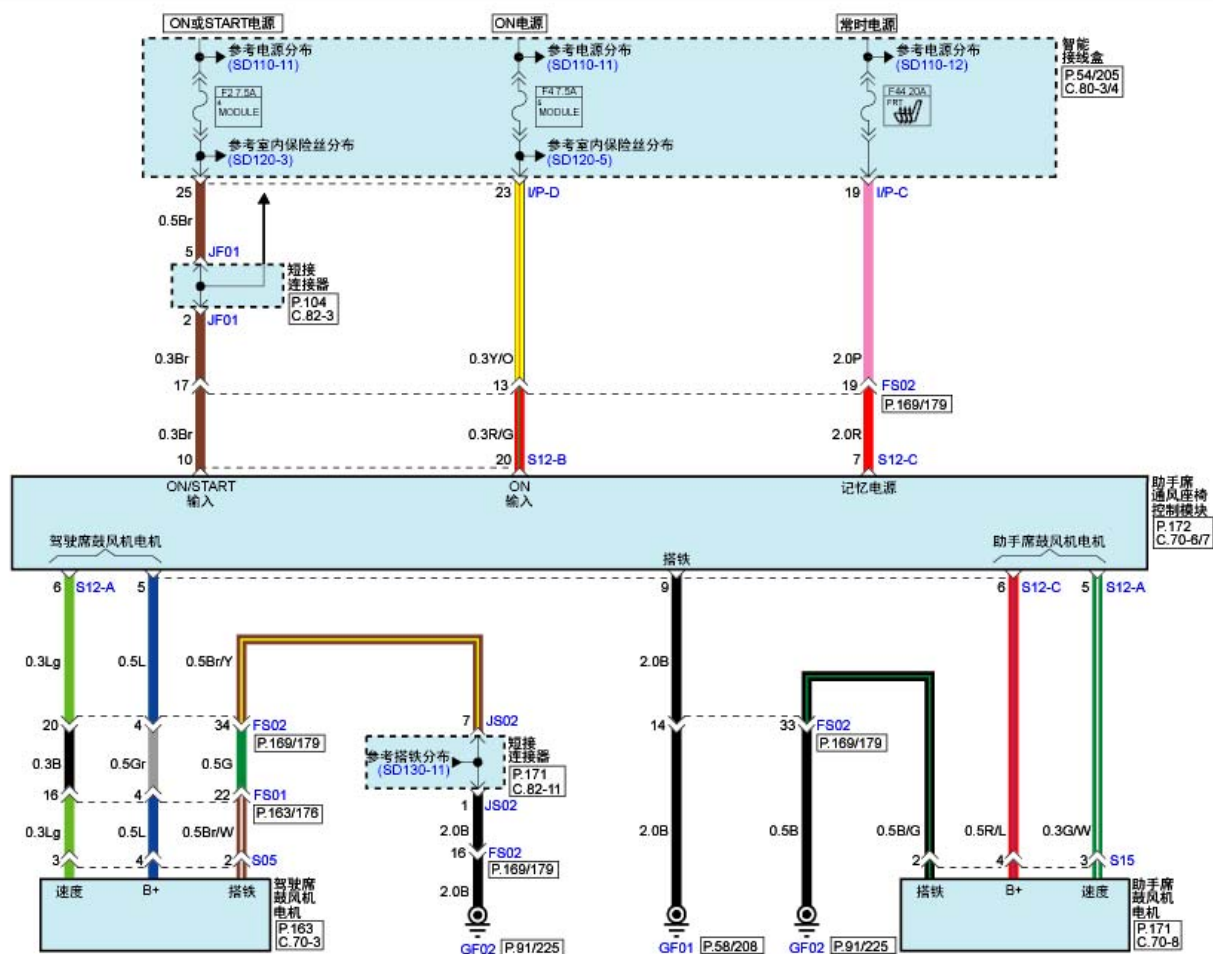 ON或START电源
ON电源
常时电源
参考电源分布
(SD110-11)
参考电源分布
(SD110-11)
参考电源分布
(SD110-12)
智能
接线盒
P.54/205
C.80-3/4
F2 7.5A
4
MODULE
F4 7.5A
5
MODULE
F44 20A
FRT
参考室内保险丝分布
(SD120-3)
参考室内保险丝分布
(SD120-5)
25
23
I/P-D
19
I/P-C
0.5Br
5
JF01
短接
连接器
P.104
C.82-3
2
JF01
0.3Br
0.3Y/O
2.0P
17
13
19
FS02
P.169/179
0.3Br
0.3R/G
2.0R
10
20
S12-B
7
S12-C
ON/START
输入
ON
输入
记忆电源
助手席
通风座椅
控制模块
P.172
C.70-6/7
驾驶席鼓风机电机
搭铁
助手席鼓风机电机
6
S12-A
5
9
6
S12-C
5
S12-A
0.3Lg
0.5L
0.5Br/Y
2.0B
20
4
34
FS02
P.169/179
7
JS02
14
33
FS02
P.169/179
参考搭铁分布
(SD130-11)
短接
连接器
P.171
C.82-11
0.3B
0.5Gr
0.5G
16
4
22
FS01
P.163/176
1
JS02
0.3Lg
0.5L
0.5Br/W
2.0B
2.0B
0.5B
0.5B/G
0.5R/L
0.3G/W
3
4
2
S05
16
FS02
P.169/179
2
4
3
S15
速度
B+
搭铁
驾驶席
鼓风机
电机
P.163
C.70-3
2.0B
搭铁
B+
速度
助手席
鼓风机
电机
P.171
C.70-8
GF02
P.91/225
GF01
P.58/208
GF02
P.91/225